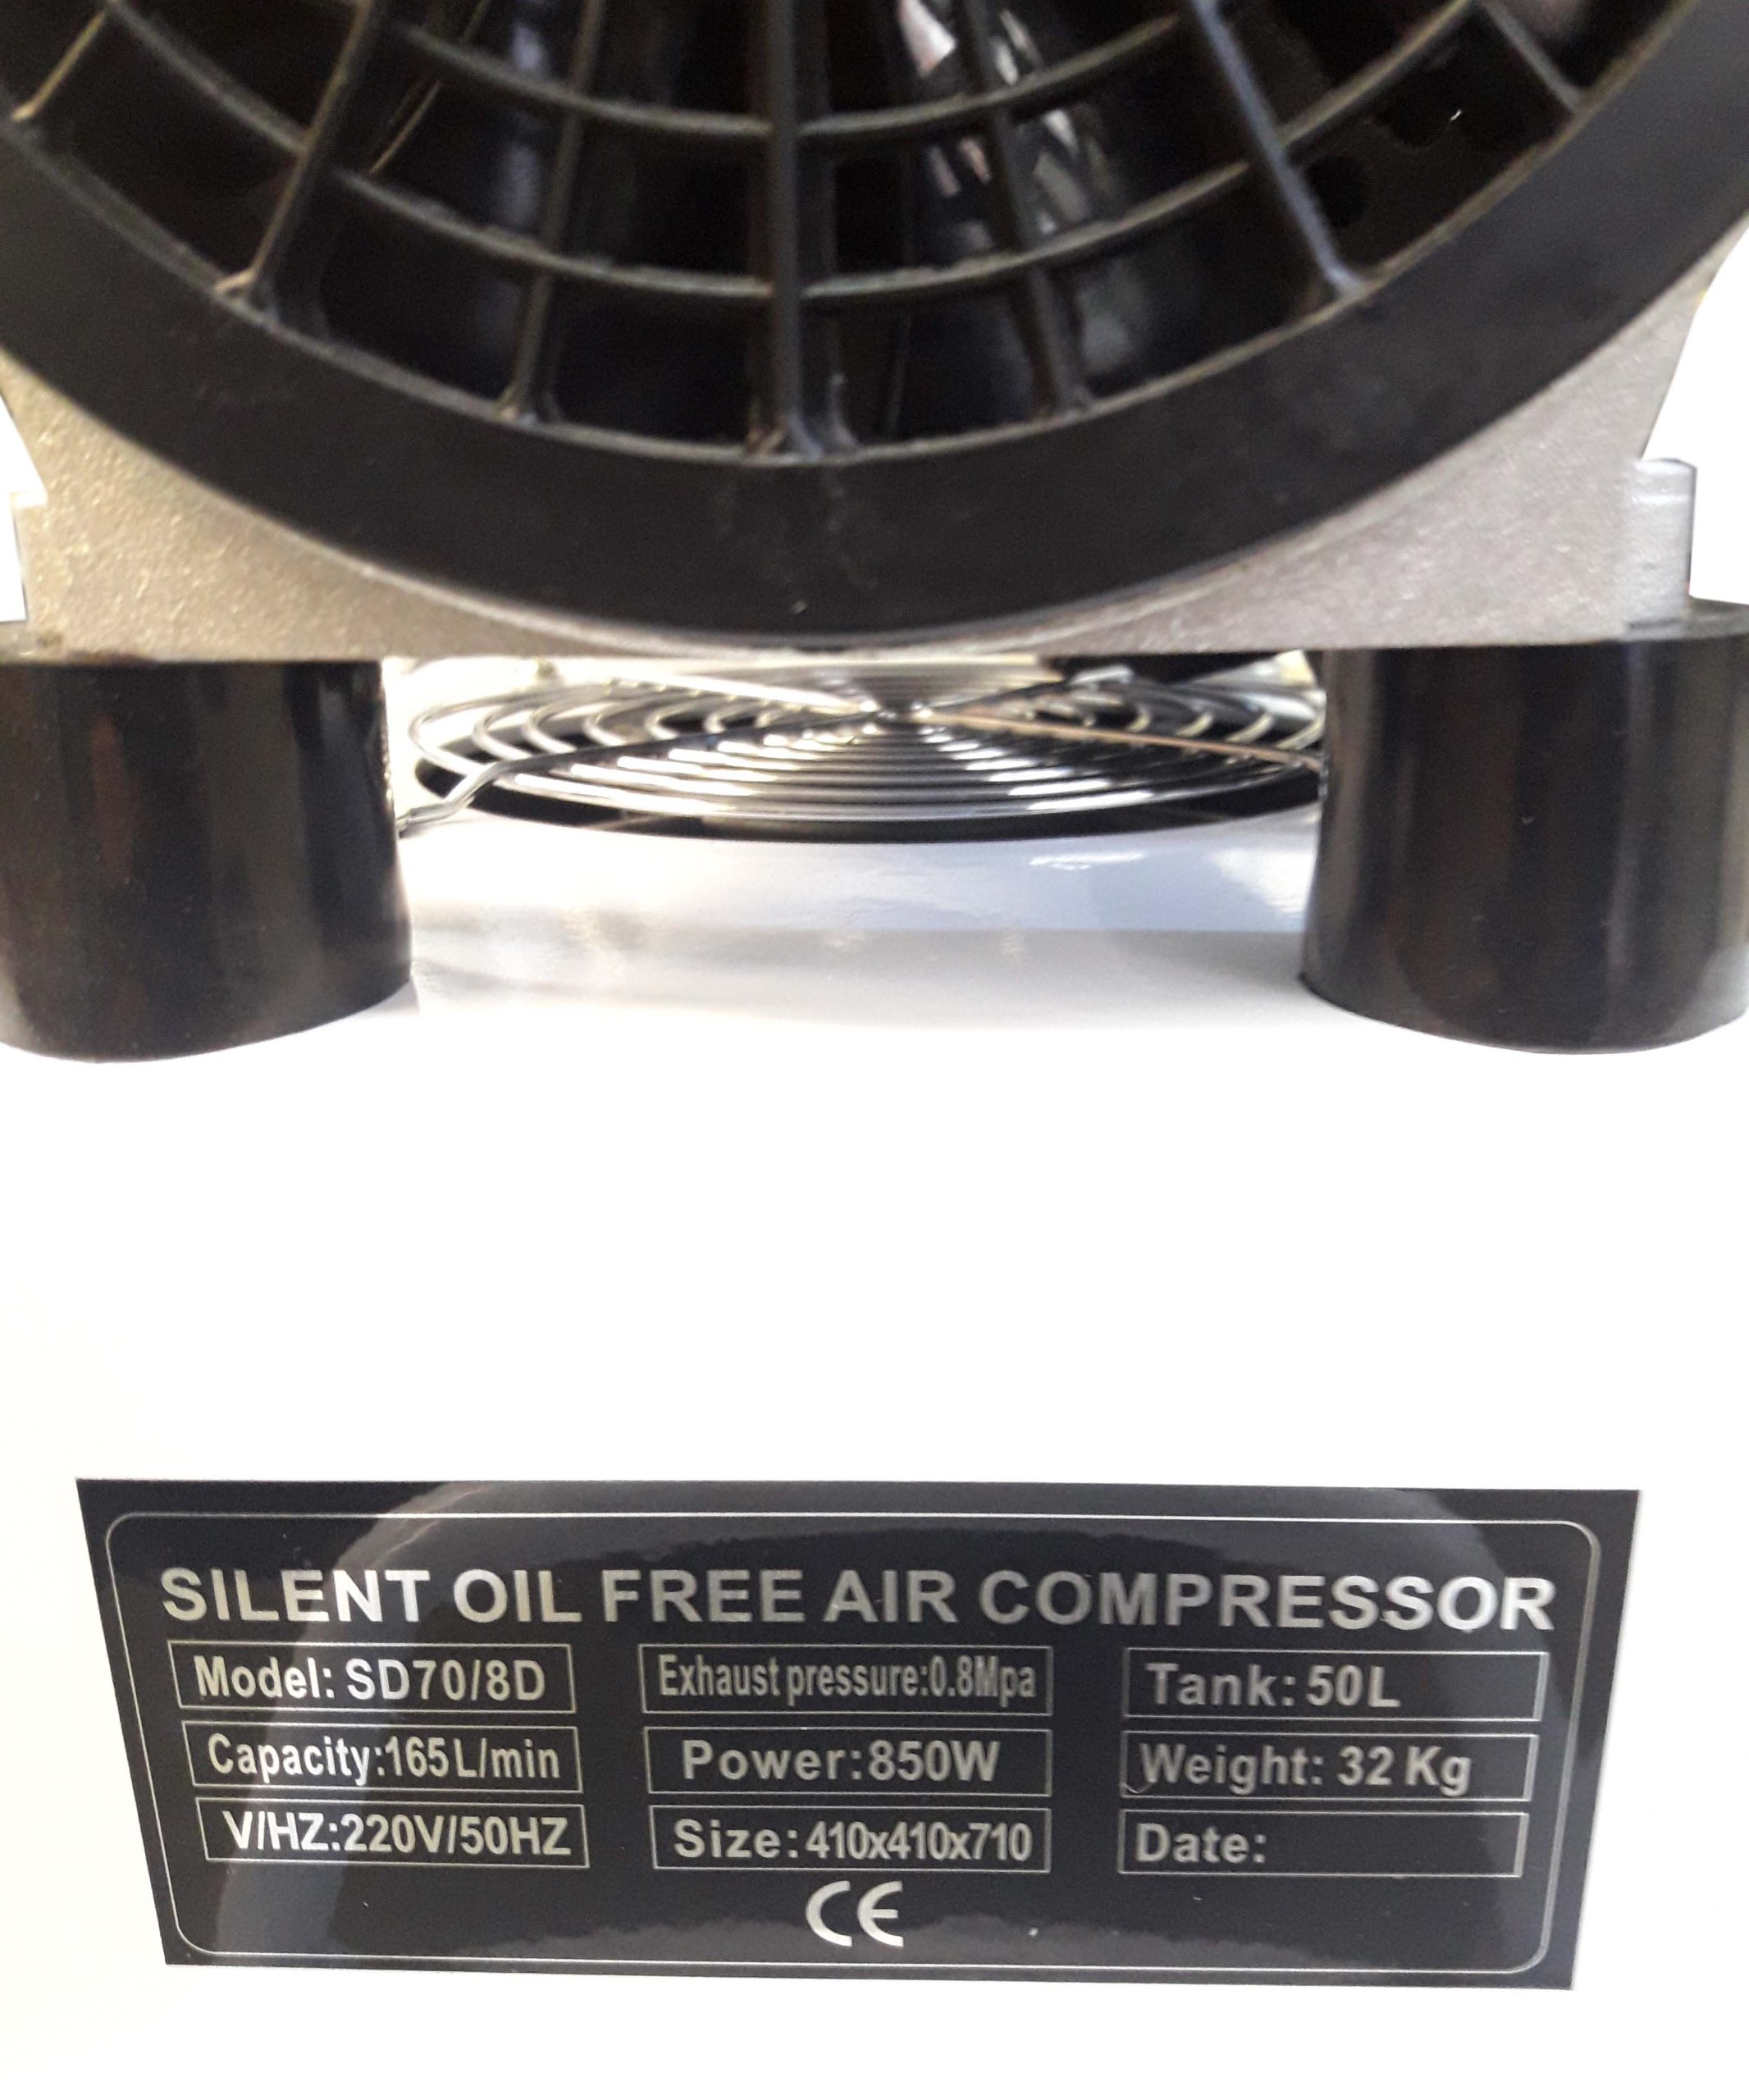 SILENT OIL FREE AIR COMPRESSOR
Model: SD70/8D Exhaust pressure:0.8Mpa Tank: 50L
Capacity:165L/min Power:850W Weight: 32 Kg
V/HZ:220V/50HZ Size: 410x410x710 Date:
CE